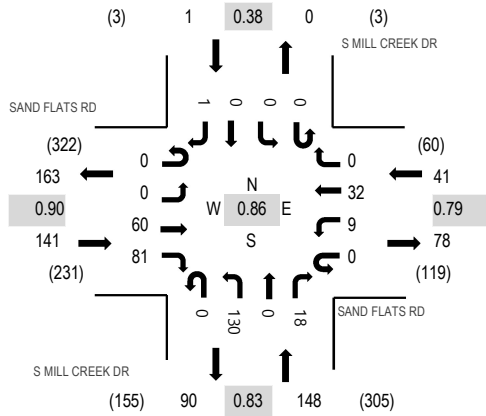 (3) 1 0.38 0 (3)
S MILL CREEK DR
SAND FLATS RD
1 0 0 0
(322) (60)
0 0
163 41
N
0 32
0.90 W 0.86 E 0.79
60 9
141 S 78
81 0
(231) (119)
0 130 0 18
SAND FLATS RD
S MILL CREEK DR
(155) 90 0.83 148 (305)